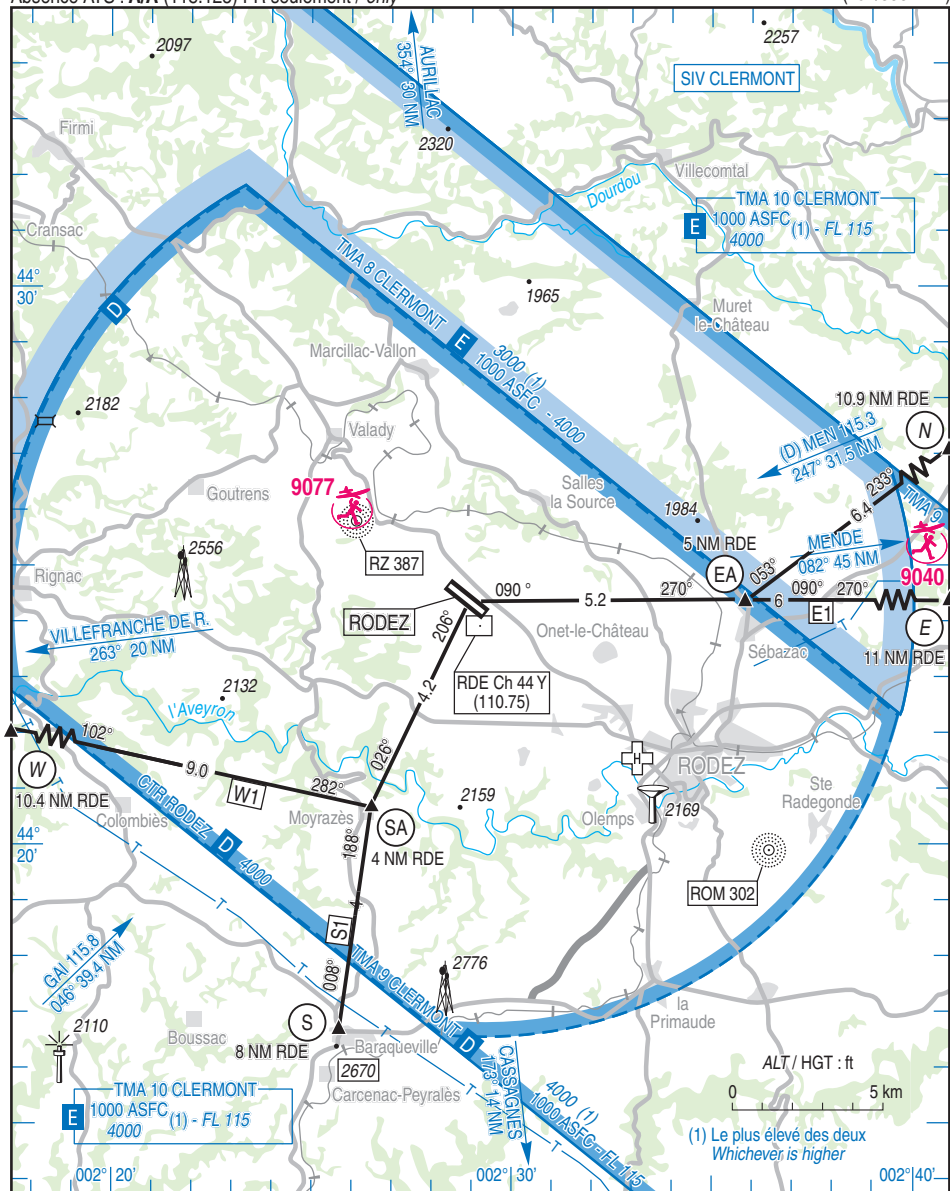 2097
2257
AURILLAC
354° 30 NM
SIV CLERMONT
Firmi
2320
Villecomtal
Dourdou
TMA 10 CLERMONT
E
1000 ASFC (1) - FL 115
4000
Cransac
TMA 8 CLERMONT
44°
30'
1965
D
Muret
le-Château
E
3000 (1)
1000 ASFC - 4000
Marcillac-Vallon
10.9 NM RDE
N
2182
Valady
(D) MEN 115.3
247° 31.5 NM
233°
TMA 9
9077
Goutrens
Salles
la Source
6.4
1984
5 NM RDE
MENDE
082° 45 NM
2556
RZ 387
EA
053°
9040
Rignac
090°
5.2
270°
6
090°
270°
E1
RODEZ
206°
E
Onet-le-Château
VILLEFRANCHE DE R.
263° 20 NM
Sébazac
11 NM RDE
RDE Ch 44 Y
(110.75)
4.2
2132
l'Aveyron
102°
026°
W
9.0
H
RODEZ
10.4 NM RDE
W1
282°
Ste
Radegonde
CTR RODEZ D 4000
2159
Colombiès
Moyrazès
SA
Olemps
2169
44°
20'
188°
4 NM RDE
ROM 302
4
S1
GAI 115.8
046° 39.4 NM
TMA 9 CLERMONT D
2776
008°
la
Primaude
2110
Boussac
S
8 NM RDE
Baraqueville
2670
CASSAGNES
173° 14 NM
ALT / HGT : ft
Carcenac-Peyralès
4000 (1)
1000 ASFC - FL 115
0
5 km
TMA 10 CLERMONT
E
1000 ASFC (1) - FL 115
4000
(1) Le plus élevé des deux
Whichever is higher
002° 20'
002° 30'
002° 40'